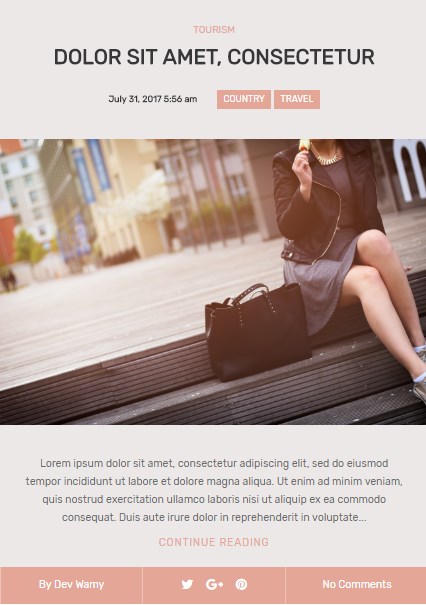 TOURISM
DOLOR SIT AMET, CONSECTETUR
July 31, 2017 5:56 am COUNTRY TRAVEL
Lorem ipsum dolor sit amet, consectetur adipiscing elit, sed do eiusmod
tempor incididunt ut labore et dolore magna aliqua. Ut enim ad minim veniam,
quis nostrud exercitation ullamco laboris nisi ut aliquip ex ea commodo
consequat. Duis aute irure dolor in reprehenderit in voluptate...
CONTINUE READING
By Dev Wamy G+ No Comments